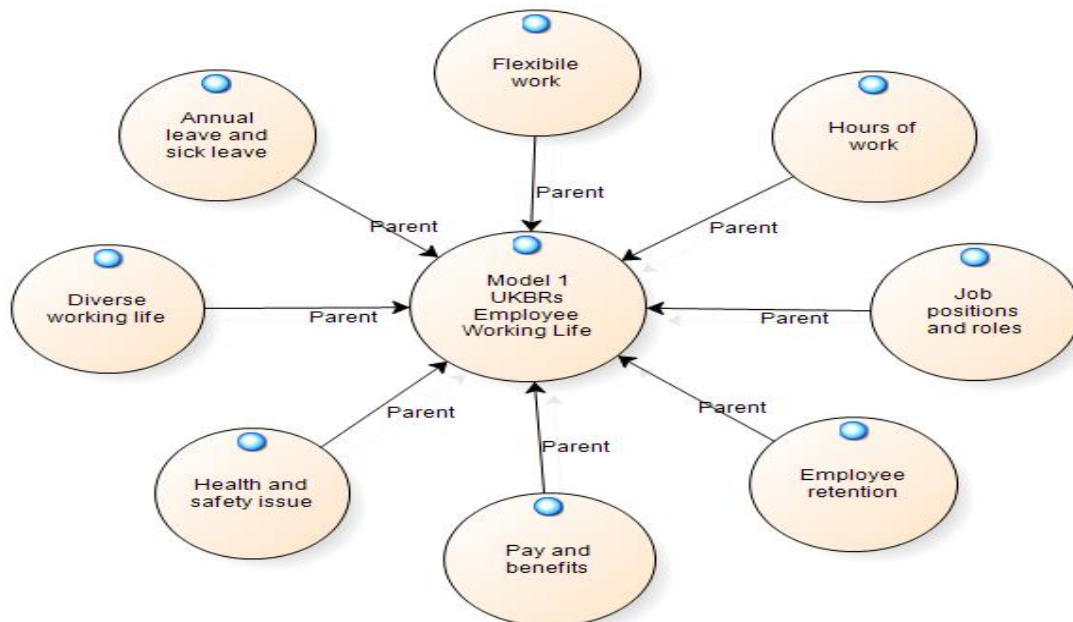 Flexibile
work
Annual
leave and
sick leave
Hours of
work
Parent
Parent
Parent
Model 1
UKBRs
Employee
Working Life
Diverse
working life
Parent
Job
positions
and roles
Parent
Health and
safety issue
Parent
Parent
Parent
Employee
retention
Pay and
benefits